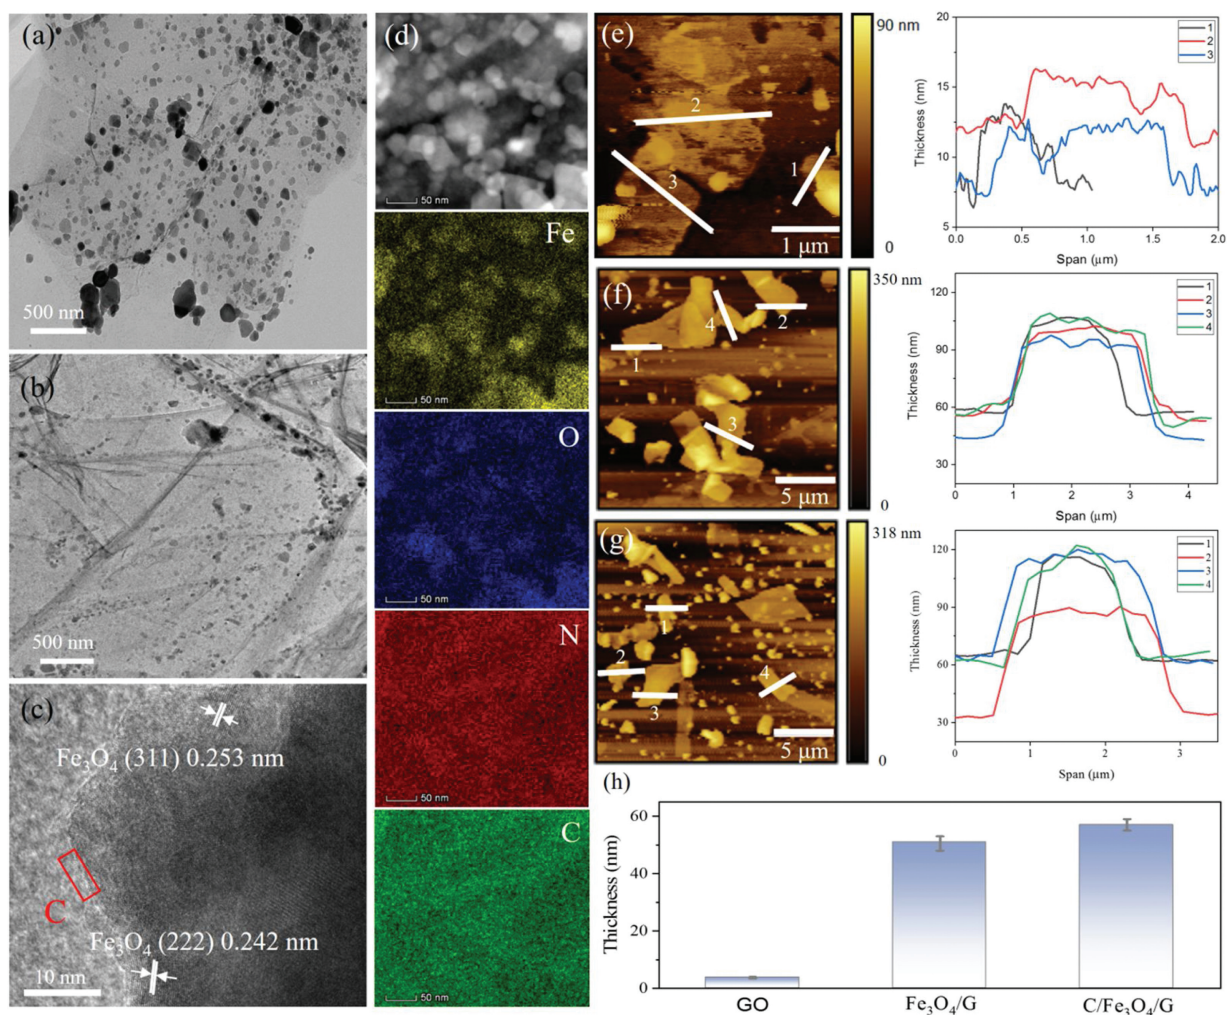 (a)
500 nm
(b)
500 nm
(c)
Fe3O4 (311) 0.253 nm
C
Fe3O4 (222) 0.242 nm
10 nm
(d)
50 nm
Fe
50 nm
O
50 nm
N
50 nm
C
50 nm
(e)
2
3
1
1 μm
90 nm
0
20
15
10
5
Thickness (nm)
0.0 0.5 1.0 1.5 2.0
Span (μm)
1
2
3
(f)
4
2
1
3
5 μm
350 nm
0
120
90
60
30
Thickness (nm)
0 1 2 3 4
Span (μm)
1
2
3
4
(g)
1
2
4
3
5 μm
318 nm
0
120
90
60
30
Thickness (nm)
0 1 2 3
Span (μm)
1
2
3
4
(h)
60
40
20
0
Thickness (nm)
GO Fe3O4/G C/Fe3O4/G